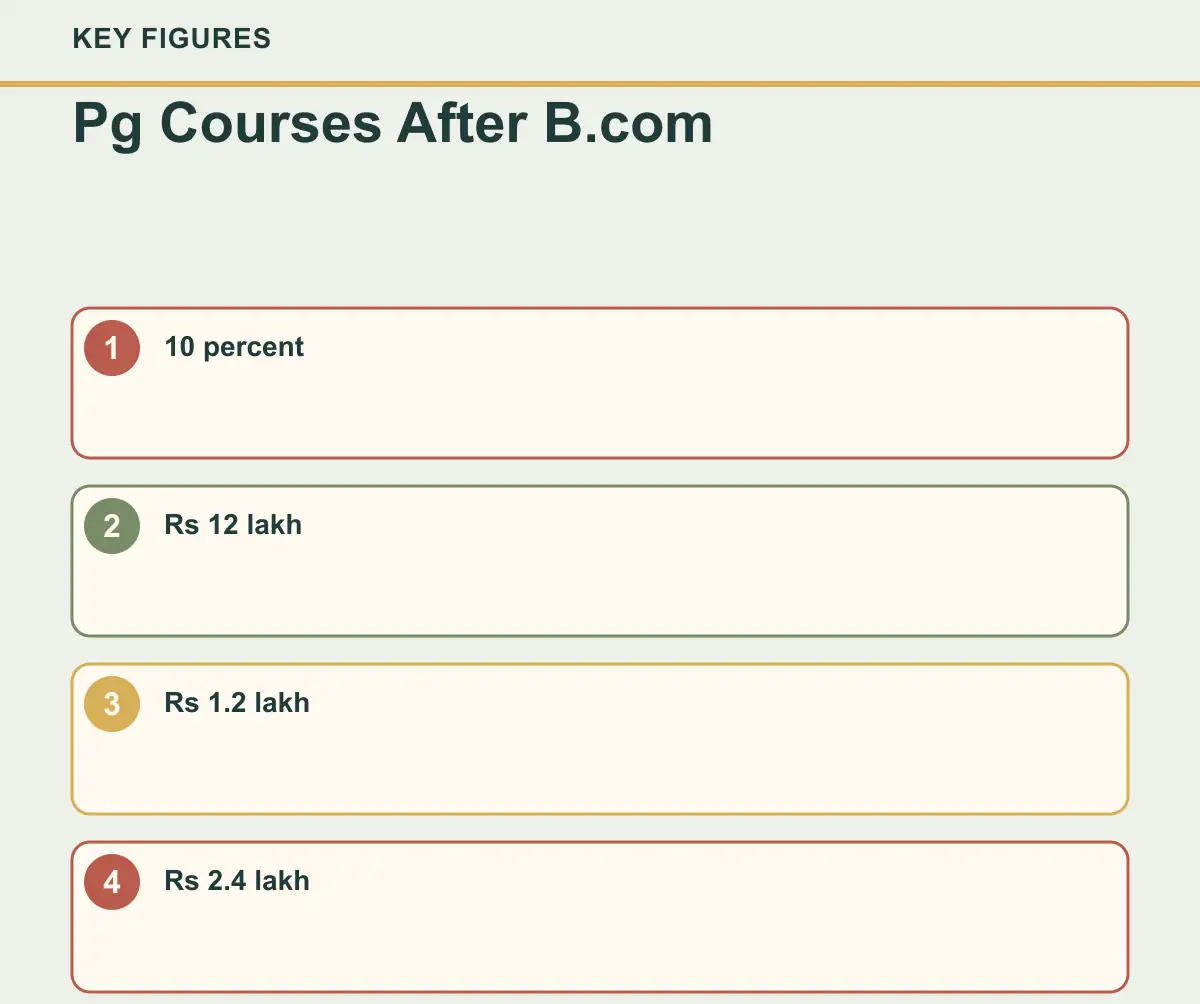 KEY FIGURES
Pg Courses After B.com
1
10 percent
2
Rs 12 lakh
3
Rs 1.2 lakh
4
Rs 2.4 lakh